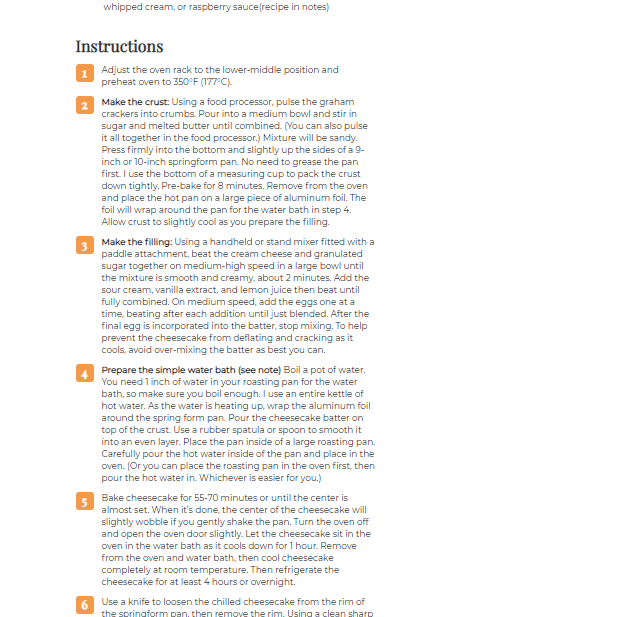 whipped cream, or raspberry sauce(recipe in notes)
Instructions
1
Adjust the oven rack to the lower-middle position and
preheat oven to 350°F (177°C).
2
Make the crust: Using a food processor, pulse the graham
crackers into crumbs. Pour into a medium bowl and stir in
sugar and melted butter until combined. (You can also pulse
it all together in the food processor.) Mixture will be sandy.
Press firmly into the bottom and slightly up the sides of a 9-
inch or 10-inch springform pan. No need to grease the pan
first. I use the bottom of a measuring cup to pack the crust
down tightly. Pre-bake for 8 minutes. Remove from the oven
and place the hot pan on a large piece of aluminum foil. The
foil will wrap around the pan for the water bath in step 4.
Allow crust to slightly cool as you prepare the filling.
3
Make the filling: Using a handheld or stand mixer fitted with a
paddle attachment, beat the cream cheese and granulated
sugar together on medium-high speed in a large bowl until
the mixture is smooth and creamy, about 2 minutes. Add the
sour cream, vanilla extract, and lemon juice then beat until
fully combined. On medium speed, add the eggs one at a
time, beating after each addition until just blended. After the
final egg is incorporated into the batter, stop mixing. To help
prevent the cheesecake from deflating and cracking as it
cools, avoid over-mixing the batter as best you can.
4
Prepare the simple water bath (see note) Boil a pot of water.
You need 1 inch of water in your roasting pan for the water
bath, so make sure you boil enough. I use an entire kettle of
hot water. As the water is heating up, wrap the aluminum foil
around the spring form pan. Pour the cheesecake batter on
top of the crust. Use a rubber spatula or spoon to smooth it
into an even layer. Place the pan inside of a large roasting pan.
Carefully pour the hot water inside of the pan and place in the
oven. (Or you can place the roasting pan in the oven first, then
pour the hot water in. Whichever is easier for you.)
5
Bake cheesecake for 55-70 minutes or until the center is
almost set. When it's done, the center of the cheesecake will
slightly wobble if you gently shake the pan. Turn the oven off
and open the oven door slightly. Let the cheesecake sit in the
oven in the water bath as it cools down for 1 hour. Remove
from the oven and water bath, then cool cheesecake
completely at room temperature. Then refrigerate the
cheesecake for at least 4 hours or overnight.
6
Use a knife to loosen the chilled cheesecake from the rim of
the springform pan, then remove the rim. Using a clean sharp